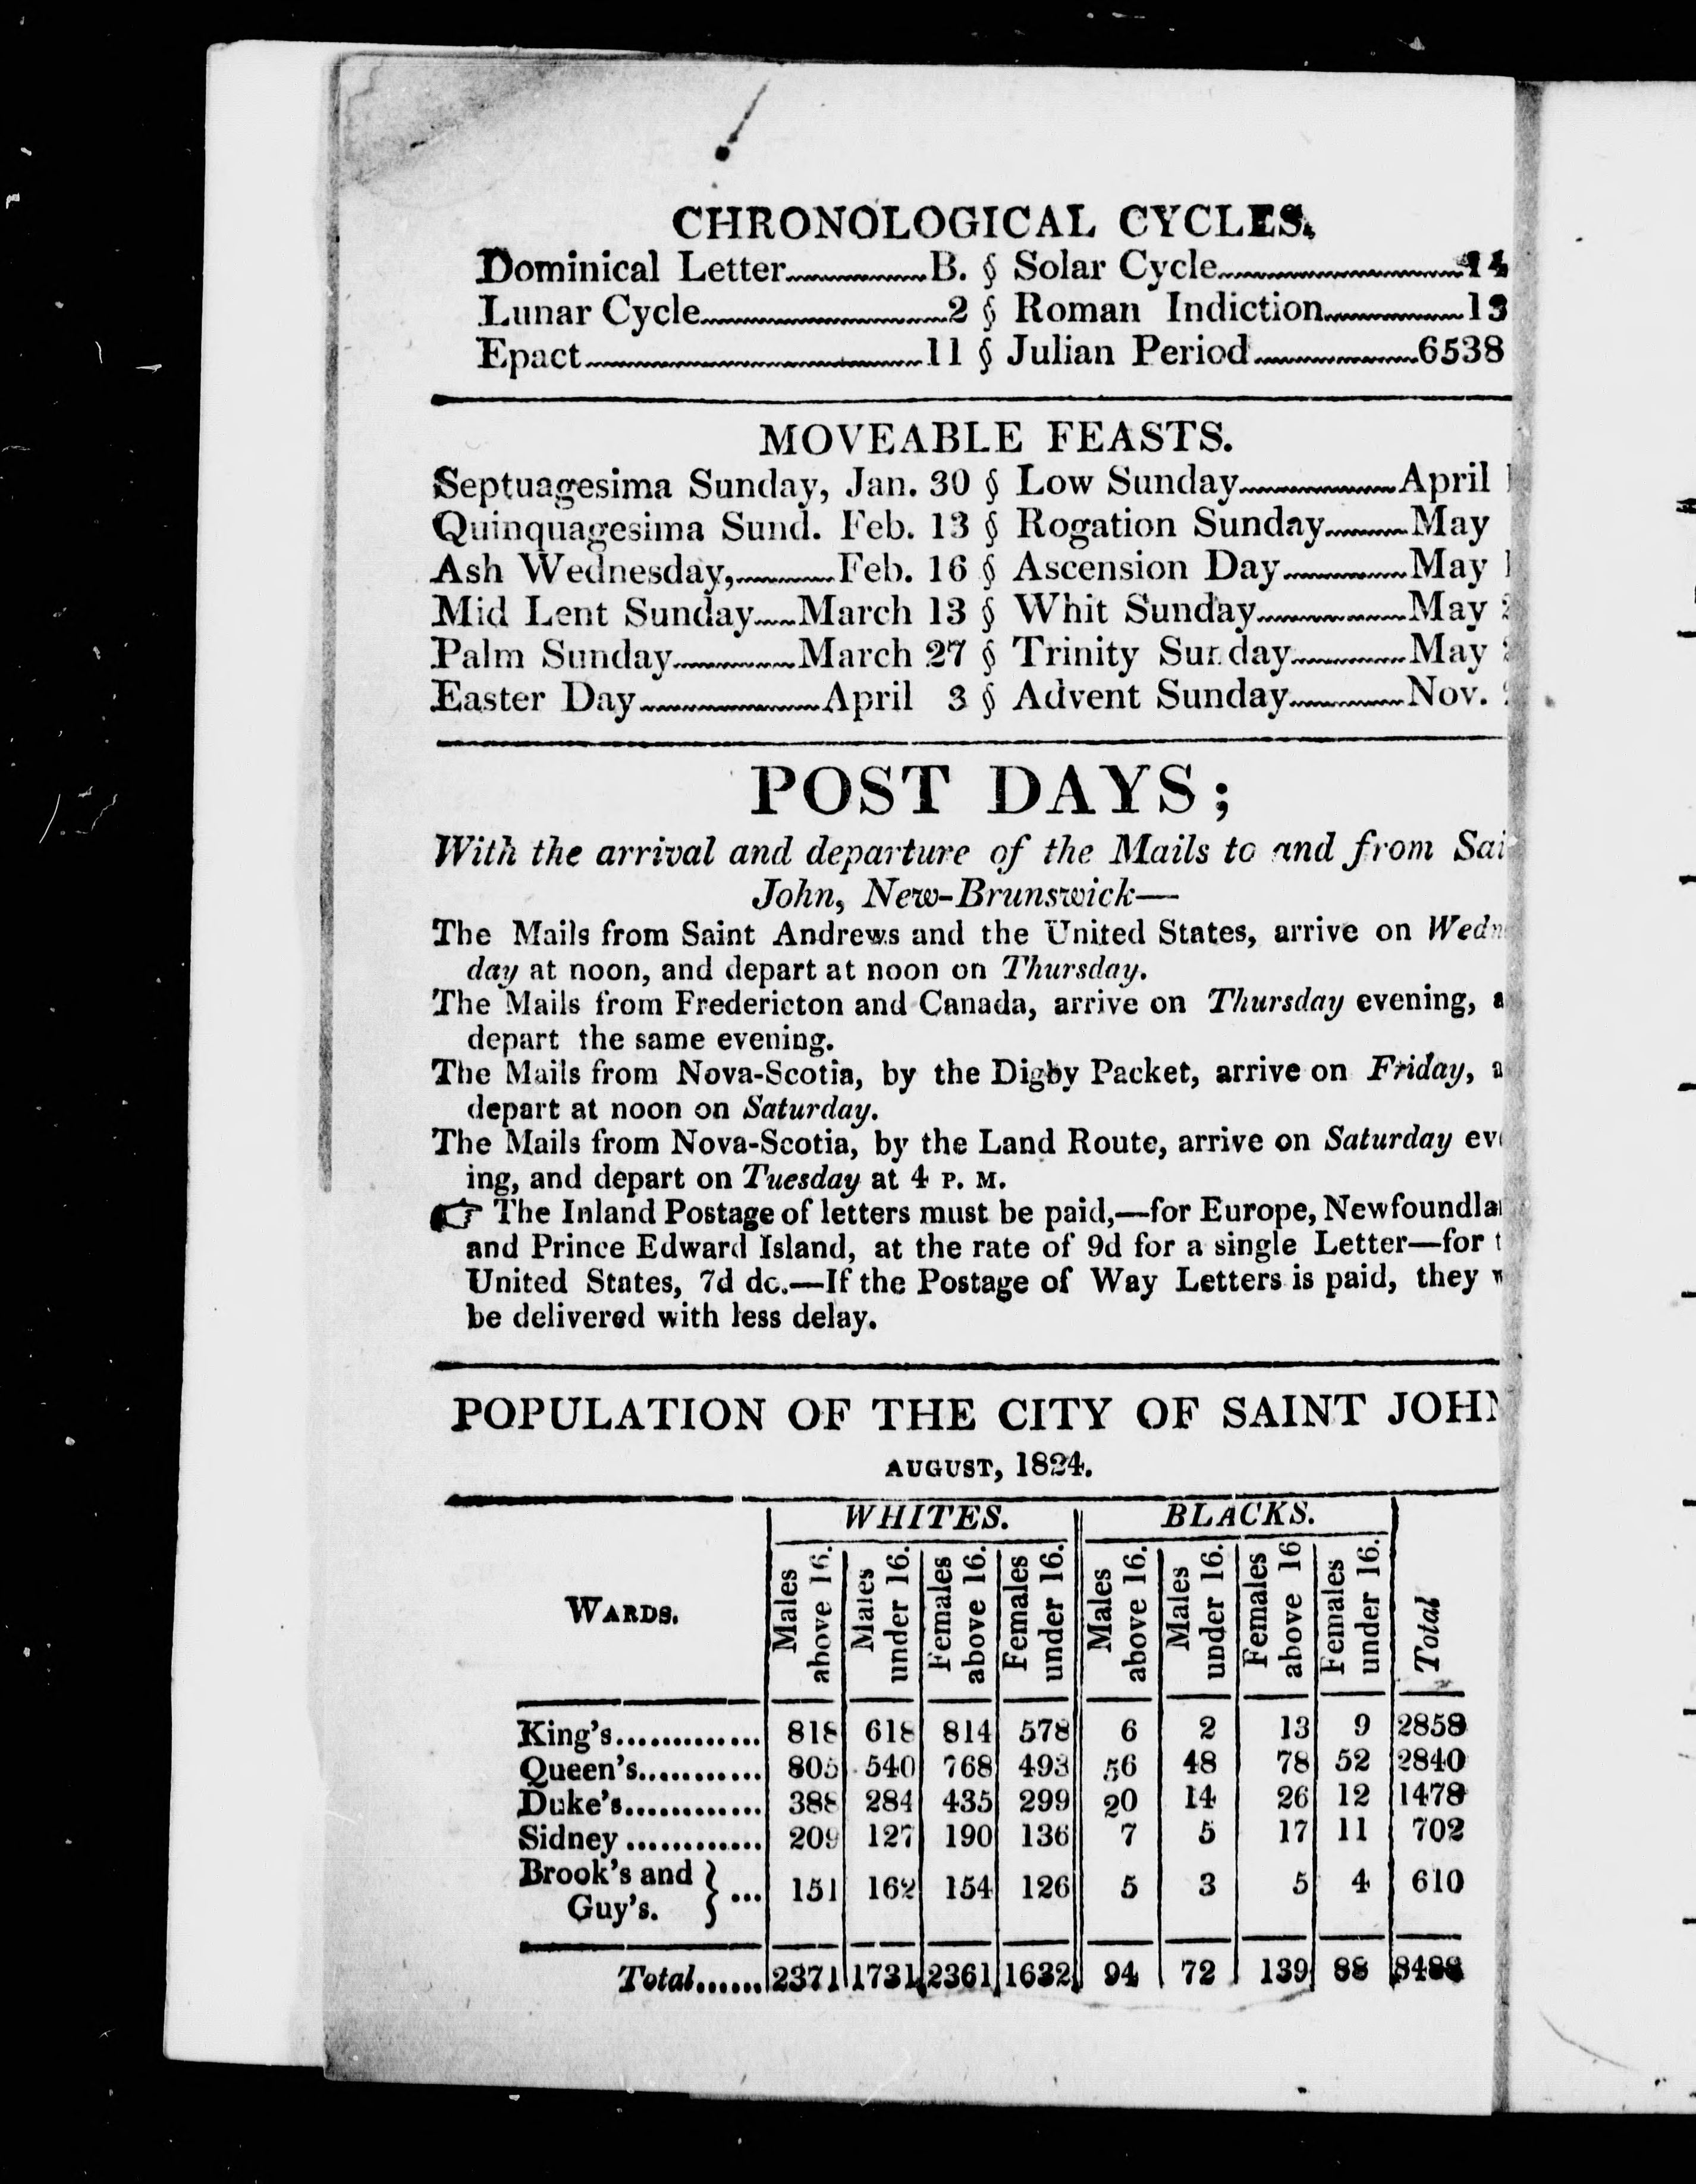 CHRONOLOGICAL CYCLES.
Dominical Letter B. § Solar Cycle 14
Lunar Cycle 2 § Roman Indiction 13
Epact 11 § Julian Period 6538
MOVEABLE FEASTS.
Septuagesima Sunday, Jan. 30 § Low Sunday April
Quinquagesima Sund. Feb. 13 § Rogation Sunday May
Ash Wednesday, Feb. 16 § Ascension Day May
Mid Lent Sunday March 13 § Whit Sunday May
Palm Sunday March 27 § Trinity Sunday May
Easter Day April 3 § Advent Sunday Nov.
POST DAYS;
With the arrival and departure of the Mails to and from Sai
John, New-Brunswick—
The Mails from Saint Andrews and the United States, arrive on Wedn
day at noon, and depart at noon on Thursday.
The Mails from Fredericton and Canada, arrive on Thursday evening, a
depart the same evening.
The Mails from Nova-Scotia, by the Digby Packet, arrive on Friday, a
depart at noon on Saturday.
The Mails from Nova-Scotia, by the Land Route, arrive on Saturday ev
ing, and depart on Tuesday at 4 P. M.
☞ The Inland Postage of letters must be paid,—for Europe, Newfoundla
and Prince Edward Island, at the rate of 9d for a single Letter—for t
United States, 7d do.—If the Postage of Way Letters is paid, they w
be delivered with less delay.
POPULATION OF THE CITY OF SAINT JOHN
AUGUST, 1824.
WHITES. BLACKS.
WARDS. Males above 16. Males under 16. Females above 16. Females under 16. Males above 16. Males under 16. Females above 16 Females under 16. Total
King's.............. 818 618 814 578 6 2 13 9 2858
Queen's............ 805 540 768 493 56 48 78 52 2840
Duke's............. 388 284 435 299 20 14 26 12 1478
Sidney ............ 209 127 190 136 7 5 17 11 702
Brook's and
Guy's. } ... 151 162 154 126 5 3 5 4 610
Total...... 2371 1731 2361 1632 94 72 139 88 8488